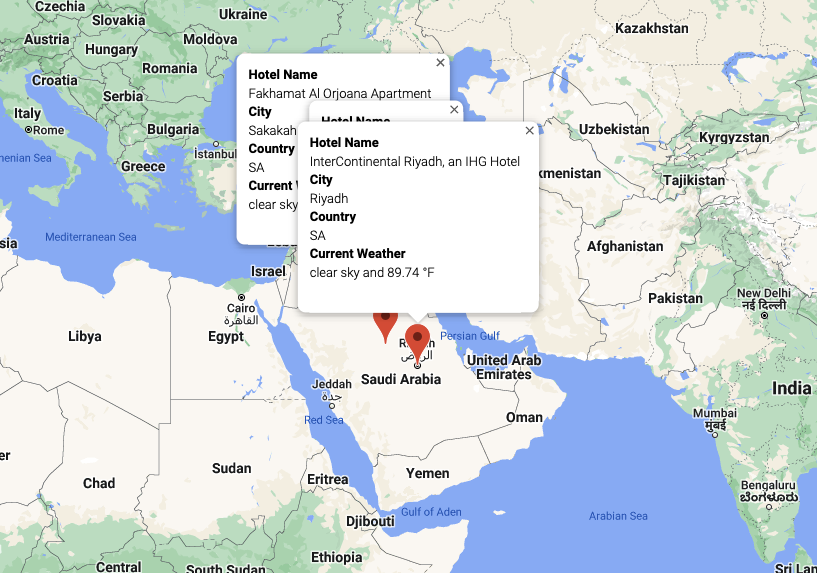 Czechia
Slovakia
Ukraine
Kazakhstan
Austria
Hungary
Moldova
Romania
Croatia
Serbia
Italy
Rome
Bulgaria
İstanbul
Greece
Uzbekistan
Kyrgyzstan
Tajikistan
Afghanistan
Pakistan
New Delhi
नई दिल्ली
Mediterranean Sea
Israel
Cairo
القاهرة
Libya
Egypt
Persian Gulf
الرياض
Saudi Arabia
United Arab
Emirates
Jeddah
جدة
Red Sea
Oman
India
Mumbai
मुंबई
Chad
Sudan
Eritrea
Yemen
Gulf of Aden
Djibouti
Arabian Sea
Bengaluru
ಬೆಂಗಳೂರು
Ethiopia
Central
South Sudan
Hotel Name
Fakhamat Al Orjoana Apartment
City
Sakakah
Country
SA
Current
clear sky
Hotel Name
Hotel Name
InterContinental Riyadh, an IHG Hotel
City
Riyadh
Country
SA
Current Weather
clear sky and 89.74 °F